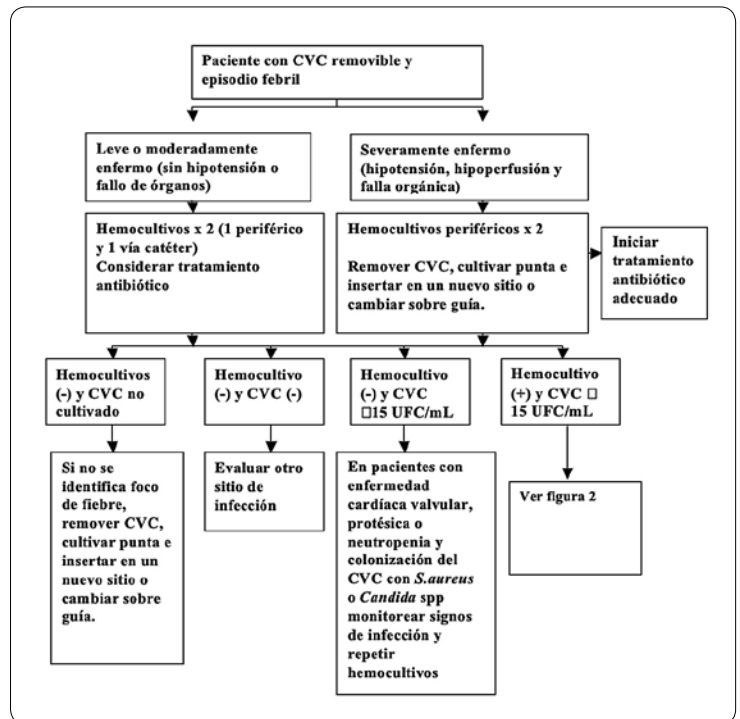 Paciente con CVC removible y
episodio febril
Leve o moderadamente
enfermo (sin hipotensión o
fallo de órganos)
Severamente enfermo
(hipotensión, hipoperfusión y
falla orgánica)
Hemocultivos x 2 (1 periférico
y 1 vía catéter)
Considerar tratamiento
antibiótico
Hemocultivos periféricos x 2
Remover CVC, cultivar punta e
insertar en un nuevo sitio o
cambiar sobre guía.
Iniciar
tratamiento
antibiótico
adecuado
Hemocultivos
(-) y CVC no
cultivado
Hemocultivo
(-) y CVC (-)
Hemocultivo
(-) y CVC
□15 UFC/mL
Hemocultivo
(+) y CVC □
15 UFC/mL
Si no se
identifica foco
de fiebre,
remover CVC,
cultivar punta e
insertar en un
nuevo sitio o
cambiar sobre
guía.
Evaluar otro
sitio de
infección
En pacientes con
enfermedad
cardíaca valvular,
protésica o
neutropenia y
colonización del
CVC con S.aureus
o Candida spp
monitorear signos
de infección y
repetir
hemocultivos
Ver figura 2